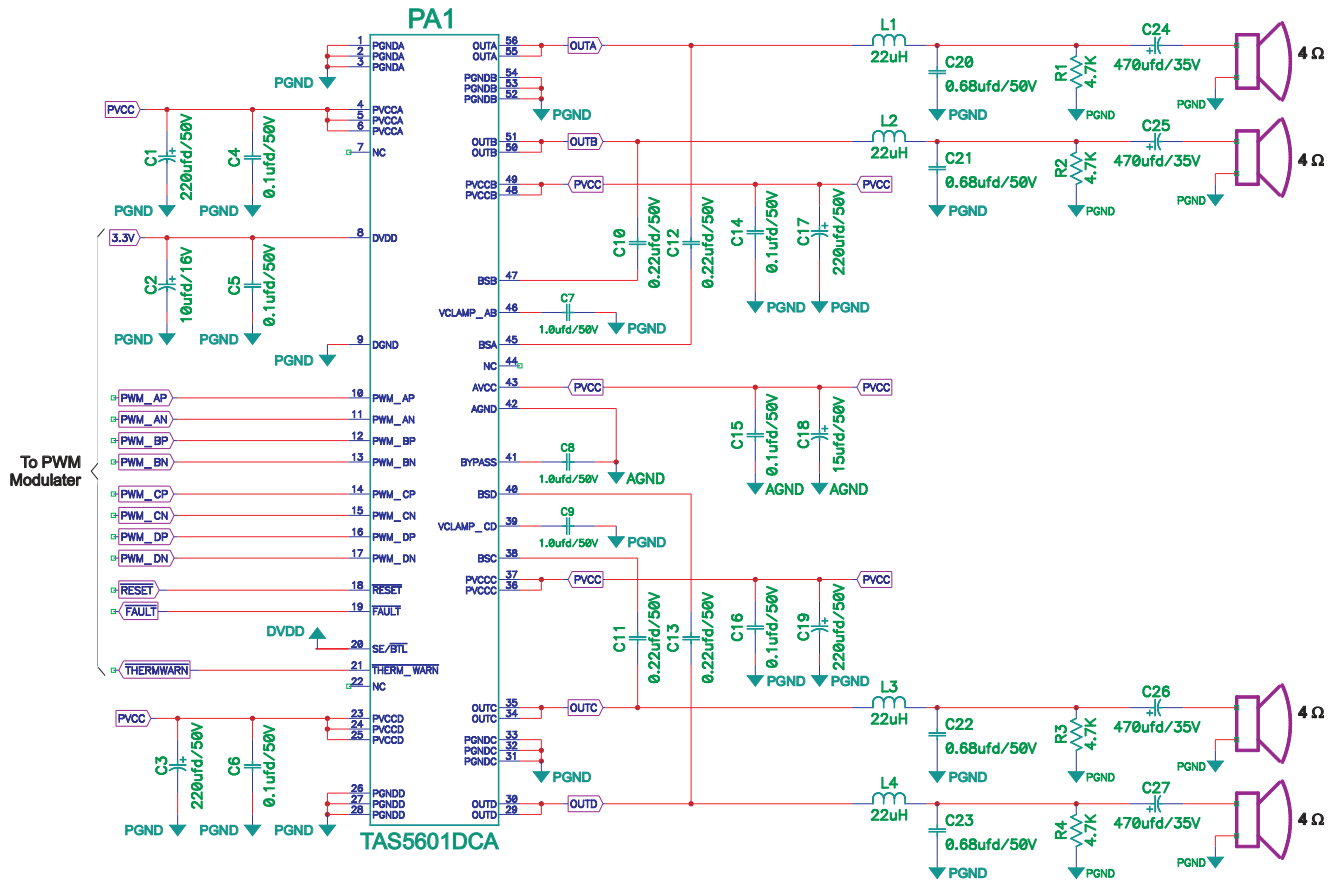 PA1
1 PGNDA
2 PGNDA
3 PGNDA
PGND
PVCC
4 PVCCA
5 PVCCA
6 PVCCA
7 NC
C1
220ufd/50V
C4
0.1ufd/50V
PGND
PGND
3.3V
8 DVDD
C2
10ufd/16V
C5
0.1ufd/50V
PGND
PGND
PGND
9 DGND
PWM_AP 10 PWM_AP
PWM_AN 11 PWM_AN
PWM_BP 12 PWM_BP
PWM_BN 13 PWM_BN
To PWM
Modulater
PWM_CP 14 PWM_CP
PWM_CN 15 PWM_CN
PWM_DP 16 PWM_DP
PWM_DN 17 PWM_DN
RESET 18 RESET
FAULT 19 FAULT
DVDD
20 SE/BTL
THERMWARN 21 THERM_WARN
22 NC
PVCC
23 PVCCD
24 PVCCD
25 PVCCD
C3
220ufd/50V
C6
0.1ufd/50V
26 PGNDD
27 PGNDD
28 PGNDD
PGND
PGND
PGND
TAS5601DCA
OUTA 56
OUTA 55
OUTA
PGNDB 54
PGNDB 53
PGNDB 52
PGND
OUTB 51
OUTB 50
OUTB
PVCCB 49
PVCCB 48
PVCC
PVCC
C10
0.22ufd/50V
C12
0.22ufd/50V
C14
0.1ufd/50V
C17
220ufd/50V
PGND
PGND
BSB 47
VCLAMP_AB 46
C7
1.0ufd/50V
PGND
BSA 45
NC 44
AVCC 43
PVCC
PVCC
AGND 42
C15
0.1ufd/50V
C18
15ufd/50V
AGND
AGND
BYPASS 41
C8
1.0ufd/50V
AGND
BSD 40
VCLAMP_CD 39
C9
1.0ufd/50V
PGND
BSC 38
PVCCC 37
PVCCC 36
PVCC
PVCC
C11
0.22ufd/50V
C13
0.22ufd/50V
C16
0.1ufd/50V
C19
220ufd/50V
PGND
PGND
OUTC 35
OUTC 34
OUTC
PGNDC 33
PGNDC 32
PGNDC 31
PGND
OUTD 30
OUTD 29
OUTD
L1
22uH
C20
0.68ufd/50V
PGND
R1
4.7K
PGND
C24
470ufd/35V
PGND
4 Ω
L2
22uH
C21
0.68ufd/50V
PGND
R2
4.7K
PGND
C25
470ufd/35V
PGND
4 Ω
L3
22uH
C22
0.68ufd/50V
PGND
R3
4.7K
PGND
C26
470ufd/35V
PGND
4 Ω
L4
22uH
C23
0.68ufd/50V
PGND
R4
4.7K
PGND
C27
470ufd/35V
PGND
4 Ω